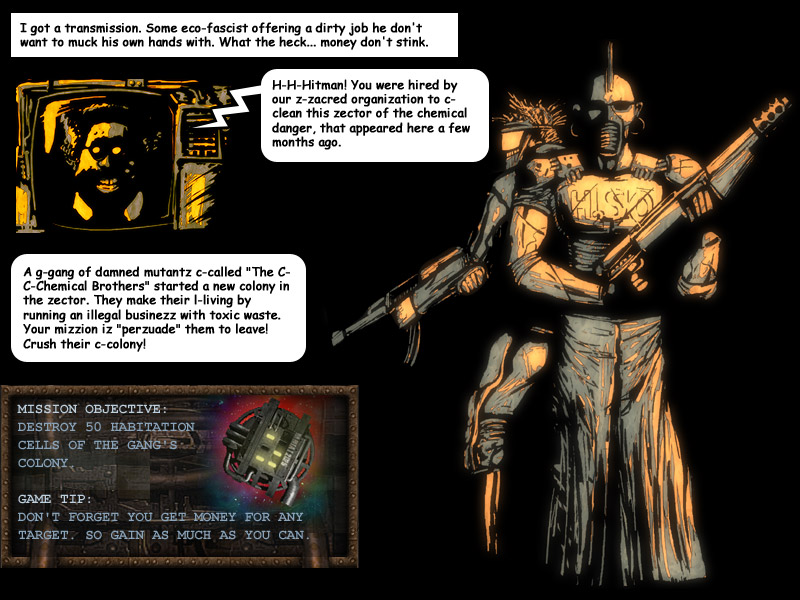 I got a transmission. Some eco-fascist offering a dirty job he don't
want to muck his own hands with. What the heck... money don't stink.
H-H-Hitman! You were hired by
our z-zacred organization to c-
clean this zector of the chemical
danger, that appeared here a few
months ago.
A g-gang of damned mutantz c-called "The C-
C-Chemical Brothers" started a new colony in
the zector. They make their l-living by
running an illegal businezz with toxic waste.
Your mizzion iz "perzuade" them to leave!
Crush their c-colony!
MISSION OBJECTIVE:
DESTROY 50 HABITATION
CELLS OF THE GANG'S
COLONY.
GAME TIP:
DON'T FORGET YOU GET MONEY FOR ANY
TARGET. SO GAIN AS MUCH AS YOU CAN.